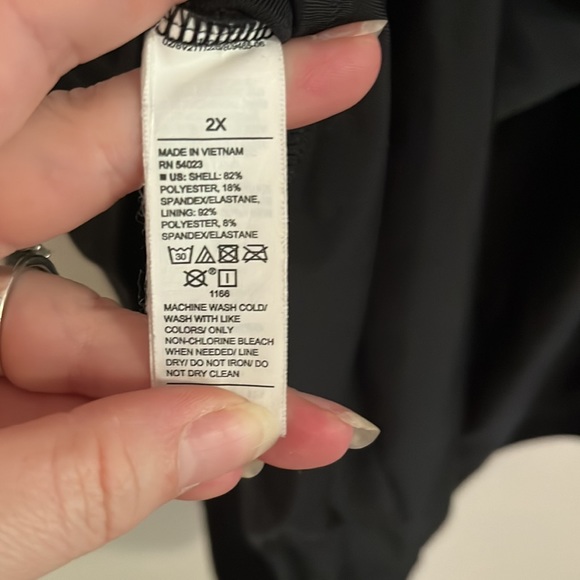 2X
MADE IN VIETNAM
RN 54023
■ US: SHELL: 82%
POLYESTER, 18%
SPANDEX/ELASTANE,
LINING: 92%
POLYESTER, 8%
SPANDEX/ELASTANE
30
1166
MACHINE WASH COLD/
WASH WITH LIKE
COLORS/ ONLY
NON-CHLORINE BLEACH
WHEN NEEDED/ LINE
DRY/ DO NOT IRON/ DO
NOT DRY CLEAN